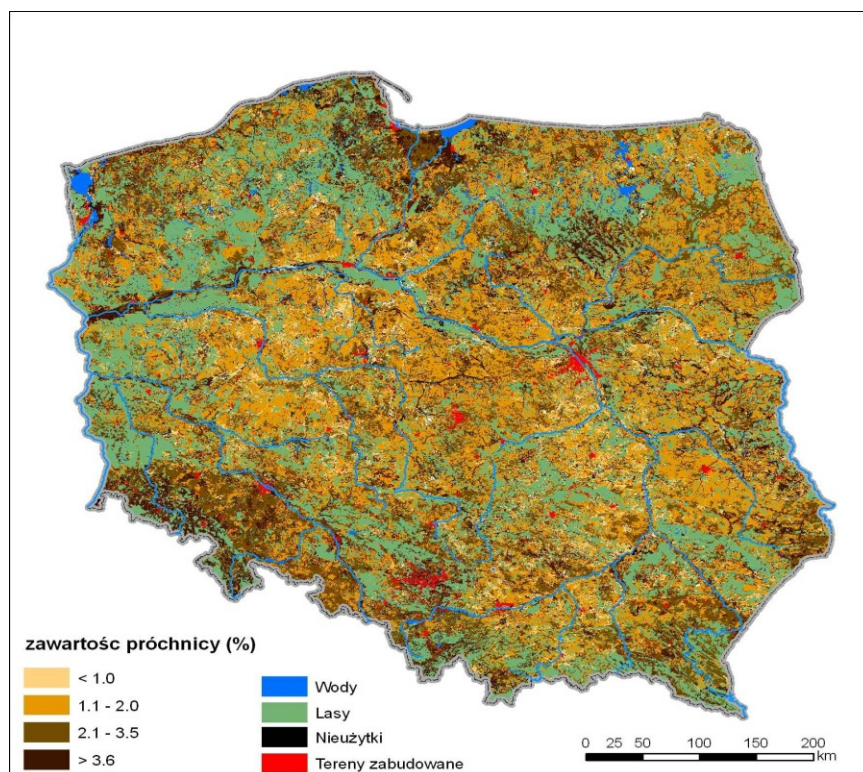 zawartośc próchnicy (%)
< 1.0
1.1 - 2.0
2.1 - 3.5
> 3.6
Wody
Lasy
Nieużytki
Tereny zabudowane
0 25 50 100 150 200
km